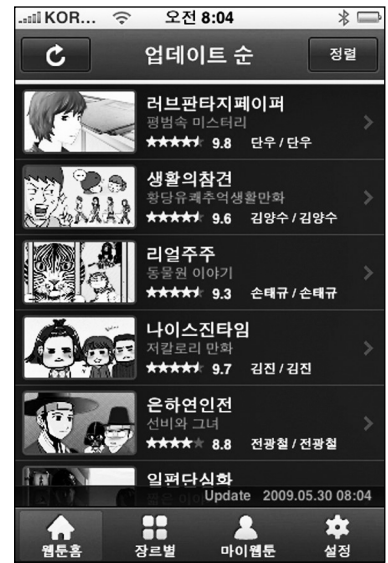 KOR... 오전 8:04
업데이트 순 정렬
러브판타지페이퍼
평범속 미스터리
9.8 단우 / 단우
생활의참견
황당유쾌추억생활만화
9.6 김양수 / 김양수
리얼주주
동물원 이야기
9.3 손태규 / 손태규
나이스진타임
저칼로리 만화
9.7 김진 / 김진
은하연인전
선비와 그녀
8.8 전광철 / 전광철
일편단심화
Update 2009.05.30 08:04
웹툰홈 장르별 마이웹툰 설정